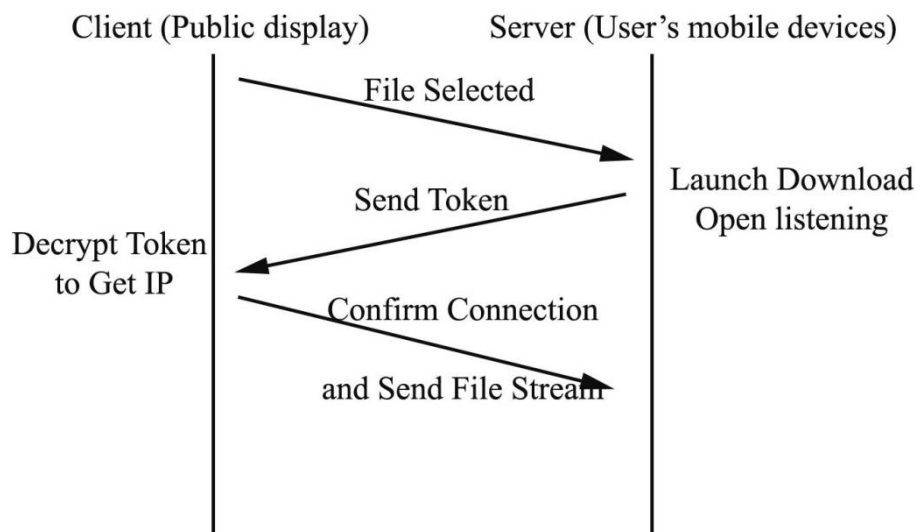 Client (Public display)
Server (User's mobile devices)
File Selected
Launch Download
Open listening
Send Token
Decrypt Token
to Get IP
Confirm Connection
and Send File Stream